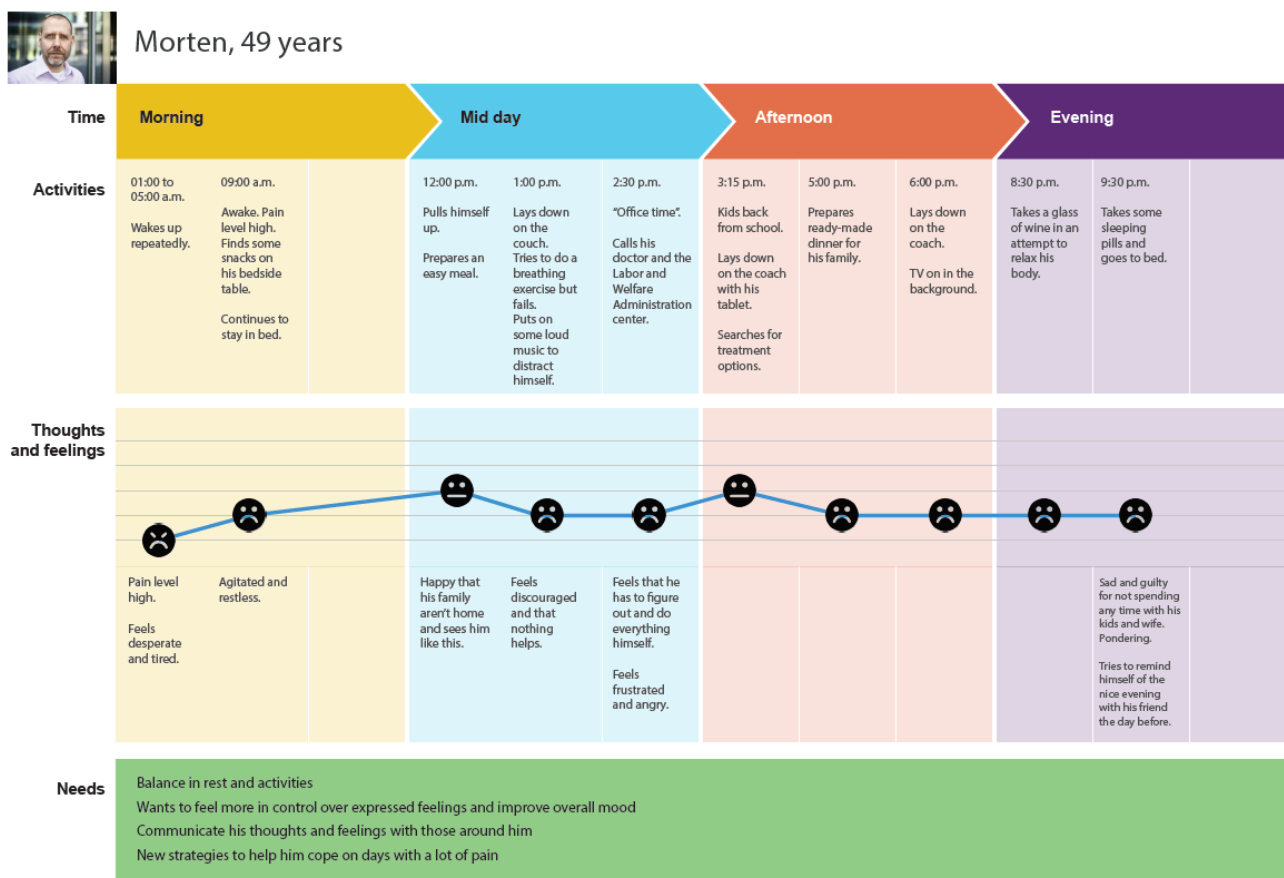 Morten, 49 years
Time
Morning
Mid day
Afternoon
Evening
Activities
01:00 to
05:00 a.m.
Wakes up
repeatedly.
09:00 a.m.
Awake. Pain
level high.
Finds some
snacks on
his bedside
table.
Continues to
stay in bed.
12:00 p.m.
Pulls himself
up.
Prepares an
easy meal.
1:00 p.m.
Lays down
on the
couch.
Tries to do a
breathing
exercise but
fails.
Puts on
some loud
music to
distract
himself.
2:30 p.m.
“Office time”.
Calls his
doctor and the
Labor and
Welfare
Administration
center.
3:15 p.m.
Kids back
from school.
Lays down
on the coach
with his
tablet.
Searches for
treatment
options.
5:00 p.m.
Prepares
ready-made
dinner for
his family.
6:00 p.m.
Lays down
on the
coach.
TV on in the
background.
8:30 p.m.
Takes a glass
of wine in an
attempt to
relax his
body.
9:30 p.m.
Takes some
sleeping
pills and
goes to bed.
Thoughts
and feelings
Pain level
high.
Feels
desperate
and tired.
Agitated and
restless.
Happy that
his family
aren’t home
and sees him
like this.
Feels
discouraged
and that
nothing
helps.
Feels that he
has to figure
out and do
everything
himself.
Feels
frustrated
and angry.
Sad and guilty
for not spending
any time with his
kids and wife.
Pondering.
Tries to remind
himself of the
nice evening
with his friend
the day before.
Needs
Balance in rest and activities
Wants to feel more in control over expressed feelings and improve overall mood
Communicate his thoughts and feelings with those around him
New strategies to help him cope on days with a lot of pain